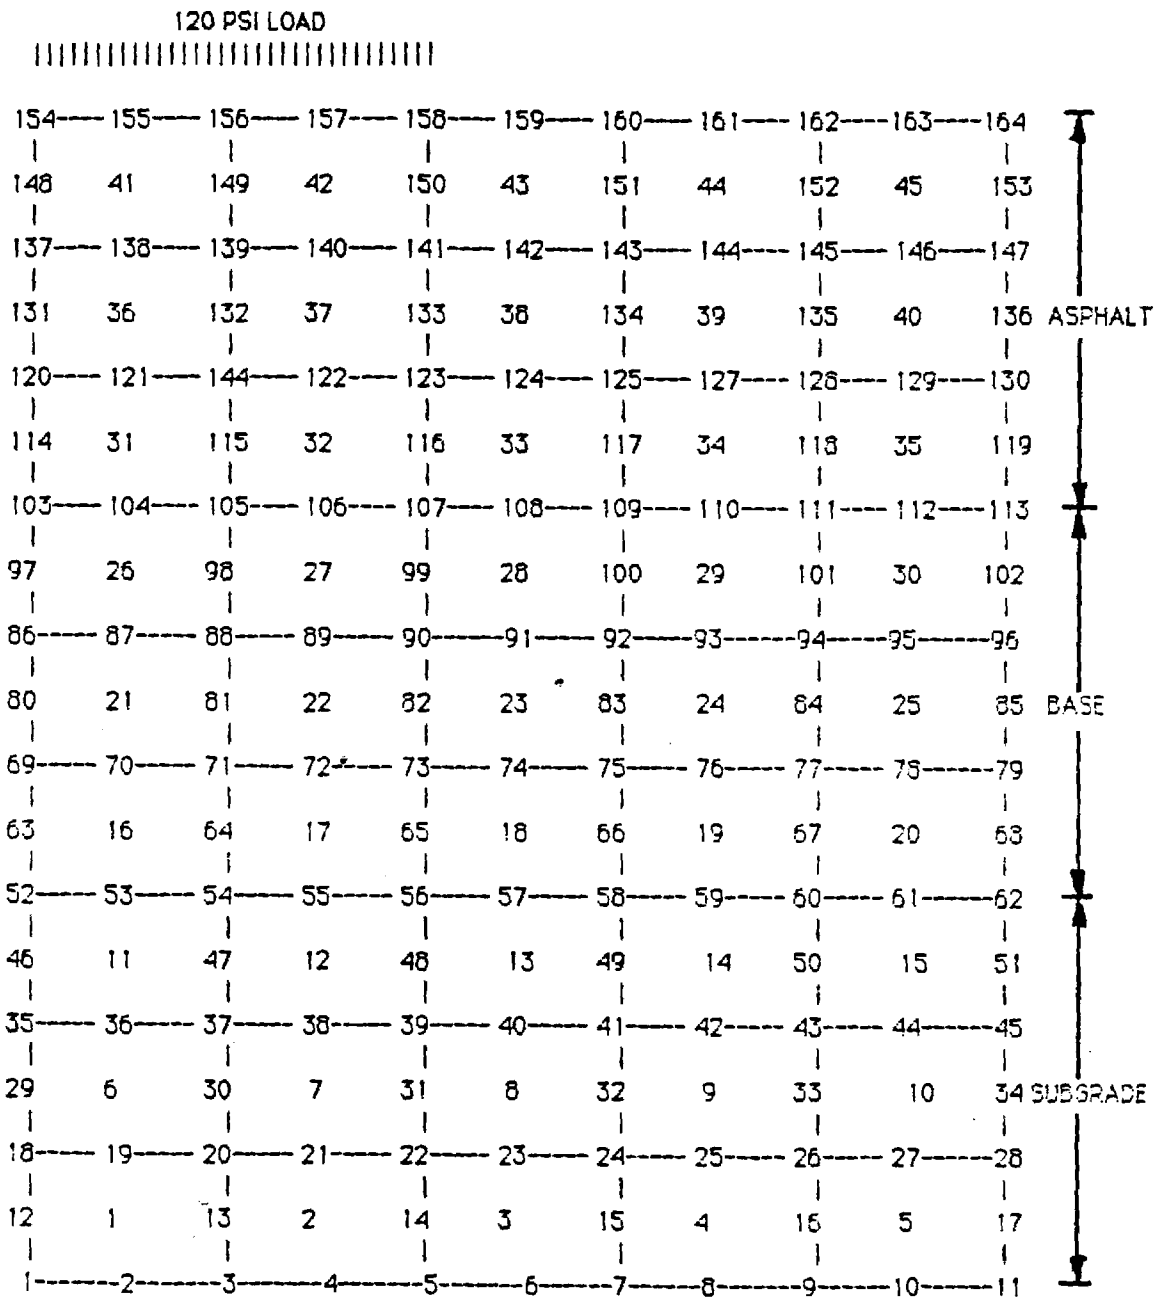 120 PSI LOAD
154 155 156 157 158 159 160 161 162 163 164
148 41 149 42 150 43 151 44 152 45 153
137 138 139 140 141 142 143 144 145 146 147
131 36 132 37 133 38 134 39 135 40 136 ASPHALT
120 121 144 122 123 124 125 127 128 129 130
114 31 115 32 116 33 117 34 118 35 119
103 104 105 106 107 108 109 110 111 112 113
97 26 98 27 99 28 100 29 101 30 102
86 87 88 89 90 91 92 93 94 95 96
80 21 81 22 82 23 83 24 84 25 85 BASE
69 70 71 72 73 74 75 76 77 78 79
63 16 64 17 65 18 66 19 67 20 68
52 53 54 55 56 57 58 59 60 61 62
46 11 47 12 48 13 49 14 50 15 51
35 36 37 38 39 40 41 42 43 44 45
29 6 30 7 31 8 32 9 33 10 34 SUBGRADE
18 19 20 21 22 23 24 25 26 27 28
12 1 13 2 14 3 15 4 16 5 17
1 2 3 4 5 6 7 8 9 10 11